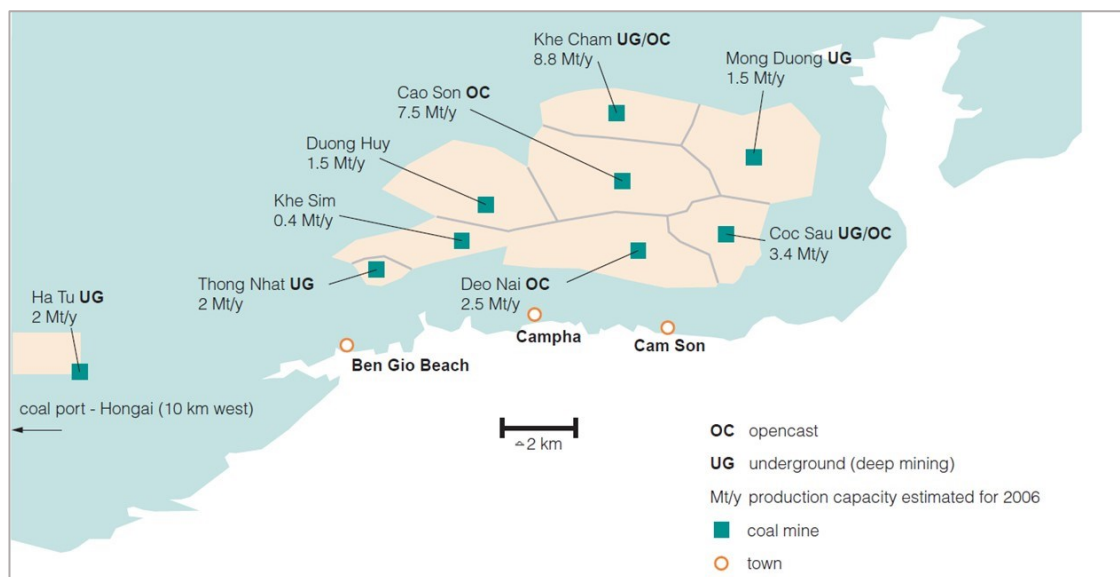 Khe Cham UG/OC
8.8 Mt/y
Mong Duong UG
1.5 Mt/y
Cao Son OC
7.5 Mt/y
Duong Huy
1.5 Mt/y
Khe Sim
0.4 Mt/y
Coc Sau UG/OC
3.4 Mt/y
Thong Nhat UG
2 Mt/y
Deo Nai OC
2.5 Mt/y
Ha Tu UG
2 Mt/y
Campha
Cam Son
Ben Gio Beach
coal port - Hongai (10 km west)
≙2 km
OC opencast
UG underground (deep mining)
Mt/y production capacity estimated for 2006
coal mine
town